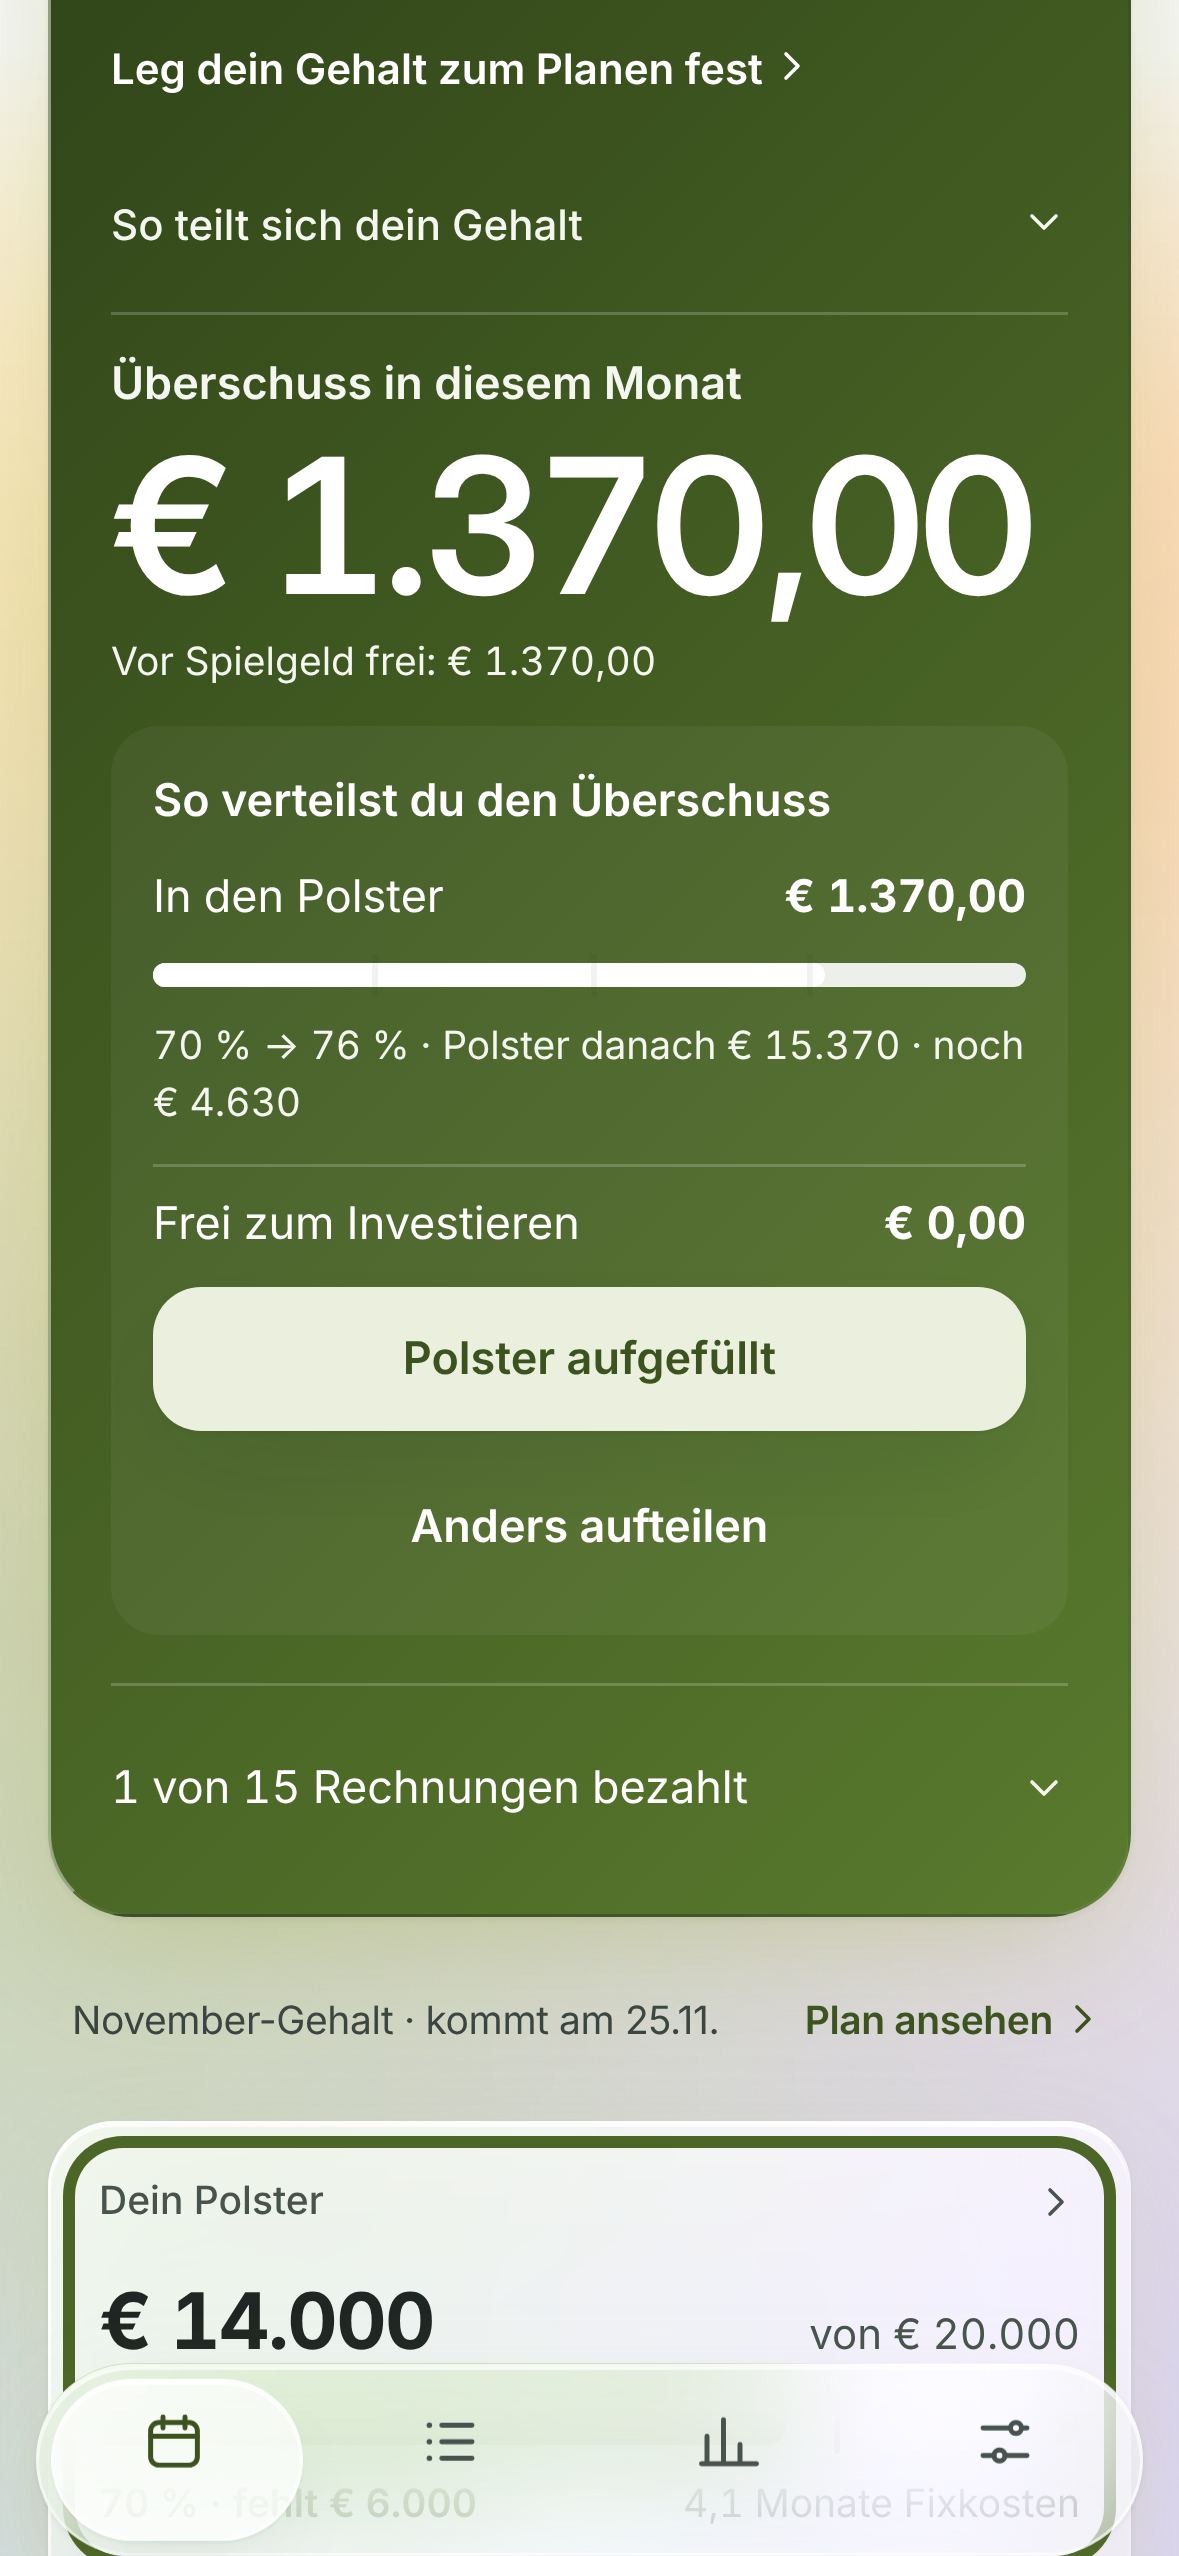 Leg dein Gehalt zum Planen fest
So teilt sich dein Gehalt
Überschuss in diesem Monat
€ 1.370,00
Vor Spielgeld frei: € 1.370,00
So verteilst du den Überschuss
In den Polster € 1.370,00
70 % → 76 % · Polster danach € 15.370 · noch
€ 4.630
Frei zum Investieren € 0,00
Polster aufgefüllt
Anders aufteilen
1 von 15 Rechnungen bezahlt
November-Gehalt · kommt am 25.11. Plan ansehen
Dein Polster
€ 14.000 von € 20.000
70 % · fehlt € 6.000 4,1 Monate Fixkosten